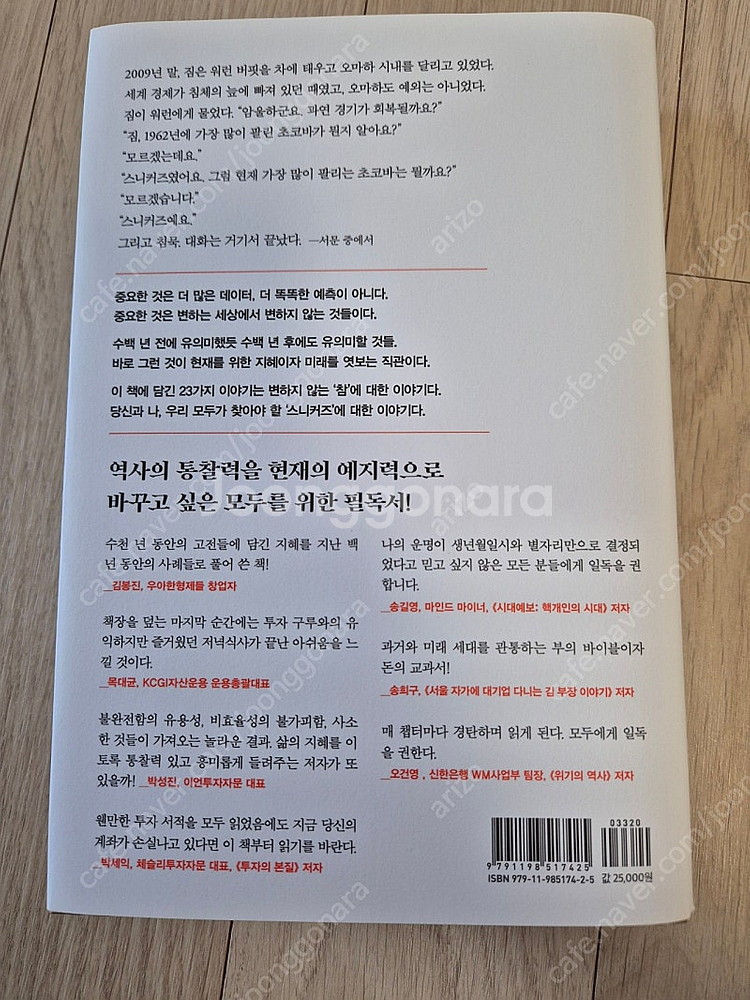 2009년 말, 짐은 워런 버핏을 차에 태우고 오마하 시내를 달리고 있었다.
세계 경제가 침체의 늪에 빠져 있던 때였고, 오마하도 예외는 아니었다.
짐이 워런에게 물었다. “암울하군요. 과연 경기가 회복될까요?”
“짐, 1962년에 가장 많이 팔린 초코바가 뭔지 알아요?”
“모르겠는데요.”
“스니커즈였어요. 그럼 현재 가장 많이 팔리는 초코바는 뭘까요?”
“모르겠습니다.”
“스니커즈예요.”
그리고 침묵. 대화는 거기서 끝났다. —서문 중에서
중요한 것은 더 많은 데이터, 더 똑똑한 예측이 아니다.
중요한 것은 변하는 세상에서 변하지 않는 것들이다.
수백 년 전에 유의미했듯 수백 년 후에도 유의미할 것들.
바로 그런 것이 현재를 위한 지혜이자 미래를 엿보는 직관이다.
이 책에 담긴 23가지 이야기는 변하지 않는 ‘참’에 대한 이야기다.
당신과 나, 우리 모두가 찾아야 할 ‘스니커즈’에 대한 이야기다.
역사의 통찰력을 현재의 예지력으로
바꾸고 싶은 모두를 위한 필독서!
Joonggonara
수천 년 동안의 고전들에 담긴 지혜를 지난 백
년 동안의 사례들로 풀어 쓴 책!
_김봉진, 우아한형제들 창업자
책장을 덮는 마지막 순간에는 투자 구루와의 유
익하지만 즐거웠던 저녁식사가 끝난 아쉬움을 느
낄 것이다.
_목대균, KCGI자산운용 운용총괄대표
불완전함의 유용성, 비효율성의 불가피함, 사소
한 것들이 가져오는 놀라운 결과. 삶의 지혜를 이
토록 통찰력 있고 흥미롭게 들려주는 저자가 또
있을까! _박성진, 이언투자자문 대표
웬만한 투자 서적을 모두 읽었음에도 지금 당신의
계좌가 손실나고 있다면 이 책부터 읽기를 바란다.
_박세익, 체슬리투자자문 대표, 《투자의 본질》 저자
나의 운명이 생년월일시와 별자리만으로 결정되
었다고 믿고 싶지 않은 모든 분들에게 일독을 권
합니다.
_송길영, 마인드 마이너, 《시대예보: 핵개인의 시대》 저자
과거와 미래 세대를 관통하는 부의 바이블이자
돈의 교과서!
_송희구, 《서울 자가에 대기업 다니는 김 부장 이야기》 저자
매 챕터마다 경탄하며 읽게 된다. 모두에게 일독
을 권한다.
_오건영, 신한은행 WM사업부 팀장, 《위기의 역사》 저자
03320
9 791198 517425
ISBN 979-11-985174-2-5 값 25,000원
cafe.naver.com/joonggonara
arizo